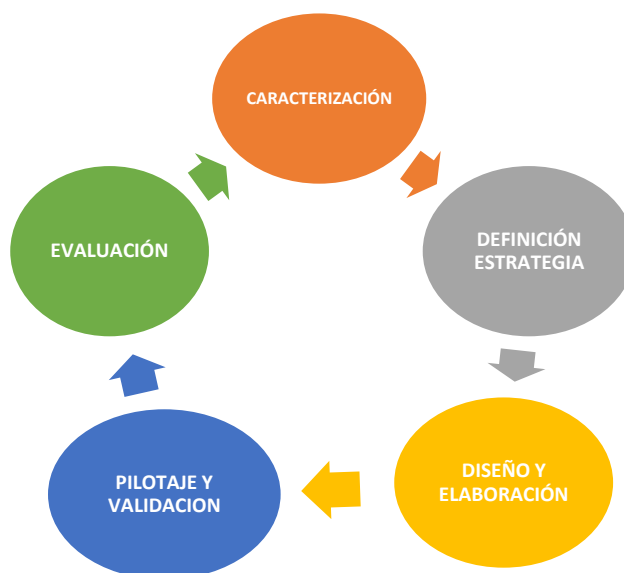 CARACTERIZACIÓN
DEFINICIÓN
ESTRATEGIA
DISEÑO Y
ELABORACIÓN
PILOTAJE Y
VALIDACION
EVALUACIÓN